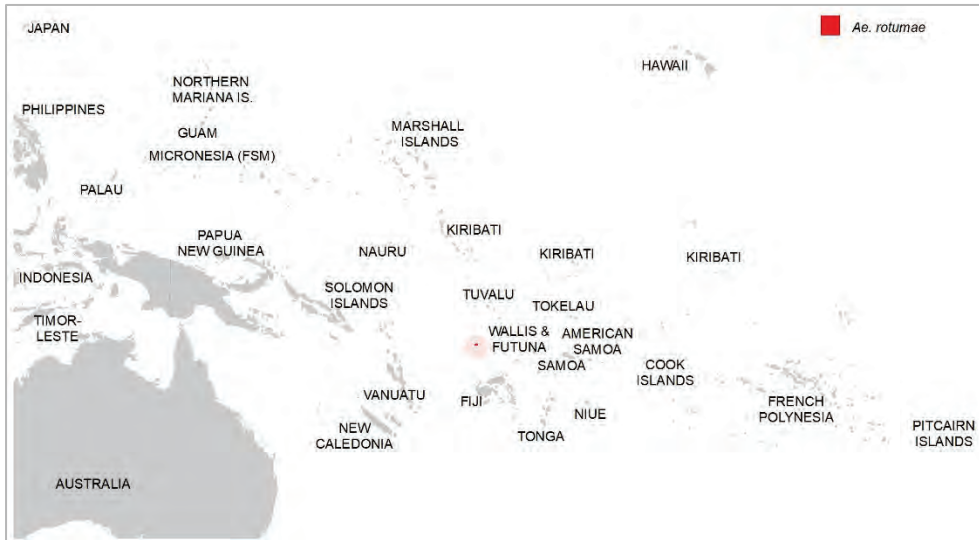 JAPAN
Ae. rotumae
HAWAII
NORTHERN
MARIANA IS.
PHILIPPINES
GUAM
MARSHALL
ISLANDS
MICRONESIA (FSM)
PALAU
KIRIBATI
PAPUA
NEW GUINEA
NAURU
KIRIBATI
KIRIBATI
INDONESIA
SOLOMON
ISLANDS
TUVALU
TOKELAU
TIMOR-
LESTE
WALLIS &
FUTUNA
AMERICAN
SAMOA
SAMOA
COOK
ISLANDS
VANUATU
FIJI
NIUE
FRENCH
POLYNESIA
NEW
CALEDONIA
TONGA
PITCAIRN
ISLANDS
AUSTRALIA